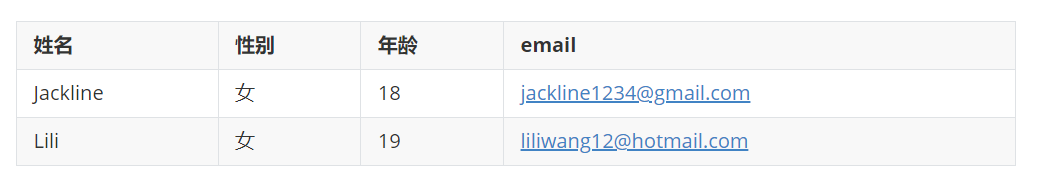 姓名 性别 年龄 email
Jackline 女 18 jackline1234@gmail.com
Lili 女 19 liliwang12@hotmail.com